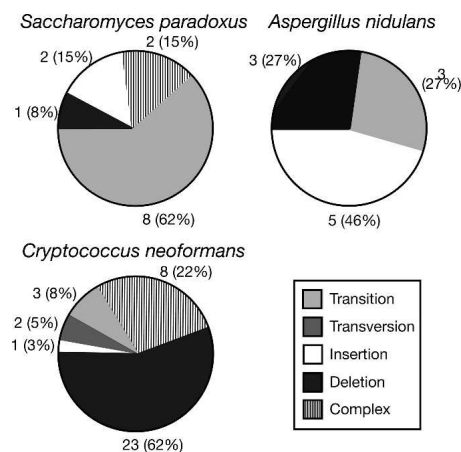 Saccharomyces paradoxus
2 (15%)
2 (15%)
1 (8%)
8 (62%)
Aspergillus nidulans
3 (27%)
3
(27%)
5 (46%)
Cryptococcus neoformans
8 (22%)
3 (8%)
2 (5%)
1 (3%)
23 (62%)
Transition
Transversion
Insertion
Deletion
Complex